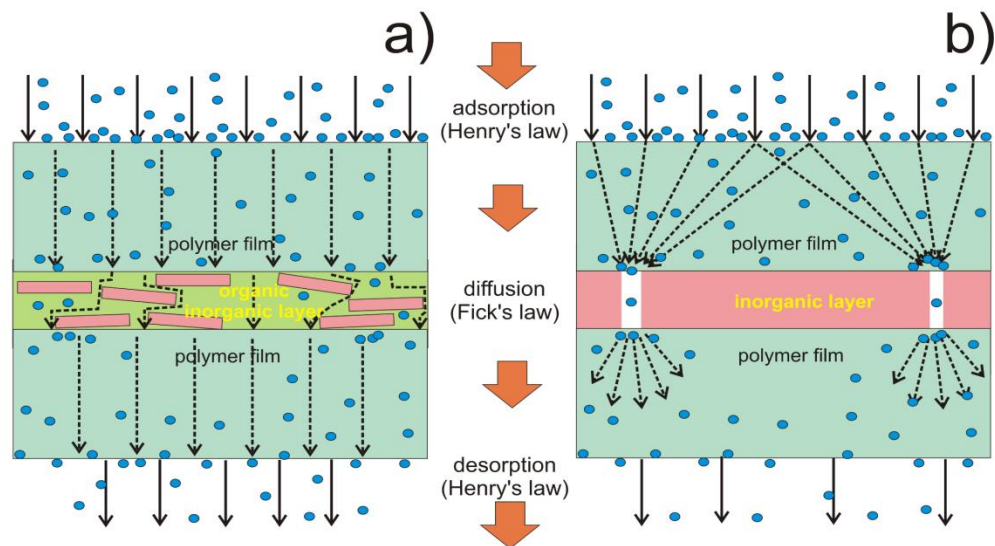 a)
b)
adsorption
(Henry's law)
polymer film
polymer film
organic
inorganic layer
diffusion
(Fick's law)
inorganic layer
polymer film
polymer film
desorption
(Henry's law)